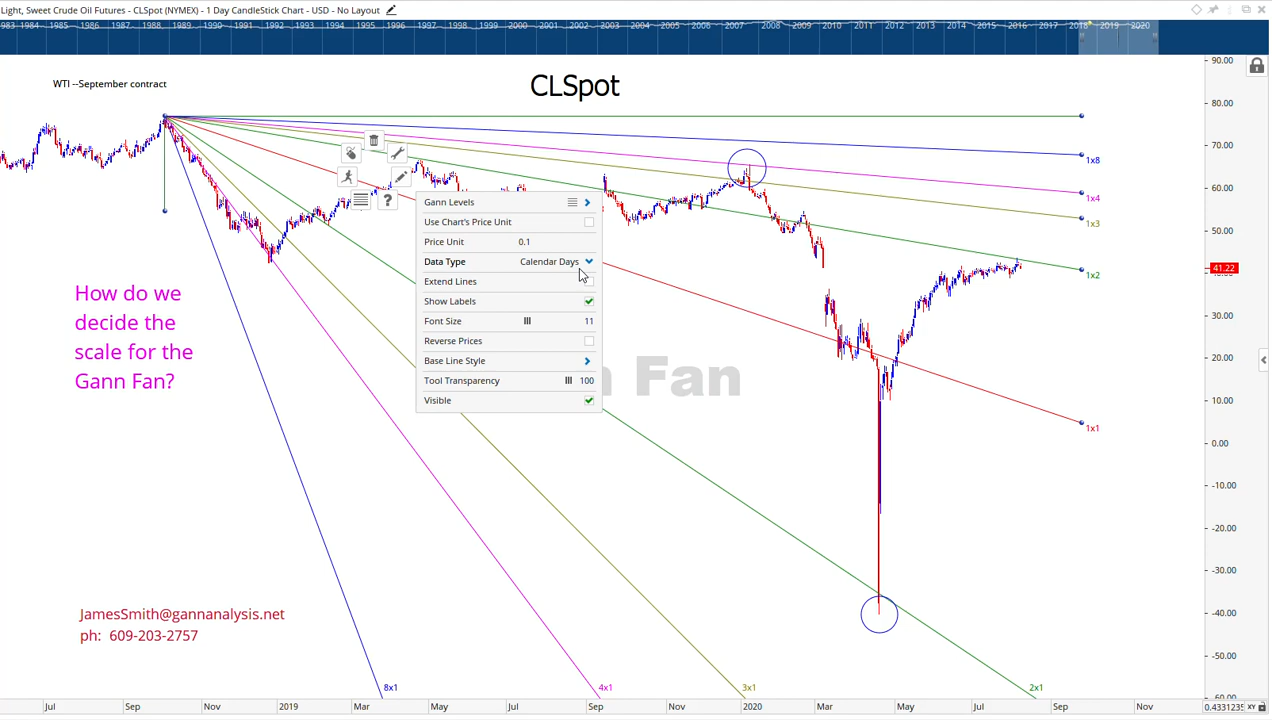 Light, Sweet Crude Oil Futures - CLSpot (NYMEX) - 1 Day CandleStick Chart - USD - No Layout
983 1984 1985 1986 1987 1988 1989 1990 1991 1992 1993 1994 1995 1996 1997 1998 1999 2000 2001 2002 2003 2004 2005 2006 2007 2008 2009 2010 2011 2012 2013 2014 2015 2016 2017 2018 2019 2020
WTI --September contract
CLSpot
90.00
80.00
70.00
60.00
50.00
41.22
30.00
20.00
10.00
0.00
-10.00
-20.00
-30.00
-40.00
-50.00
-60.00
1x8
1x4
1x3
1x2
1x1
Gann Levels
Use Chart's Price Unit
Price Unit 0.1
Data Type Calendar Days
Extend Lines
Show Labels
Font Size 11
Reverse Prices
Base Line Style
Tool Transparency 100
Visible
?
How do we
decide the
scale for the
Gann Fan?
n Fan
JamesSmith@gannanalysis.net
ph: 609-203-2757
8x1 4x1 3x1 2x1
Jul Sep Nov 2019 Mar May Jul Sep Nov 2020 Mar May Jul Sep Nov
0.4331235 XY